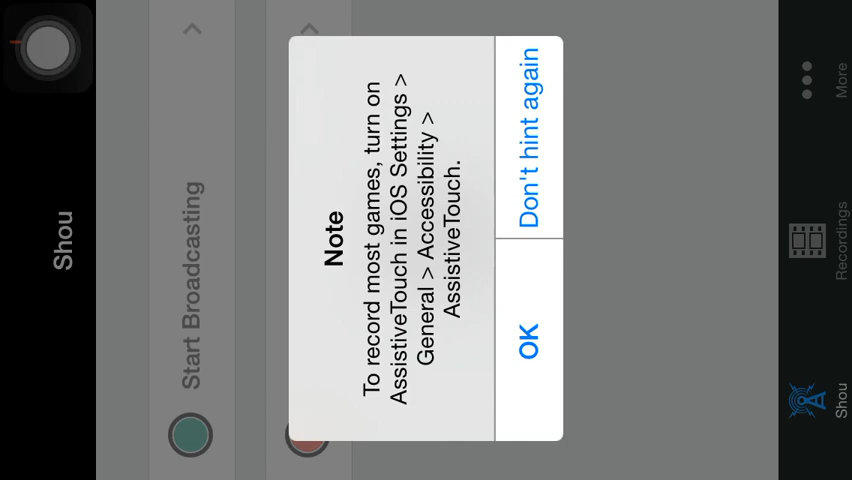 Shou
Start Broadcasting
Note
To record most games, turn on
AssistiveTouch in iOS Settings >
General > Accessibility >
AssistiveTouch.
OK
Don't hint again
Shou
Recordings
More